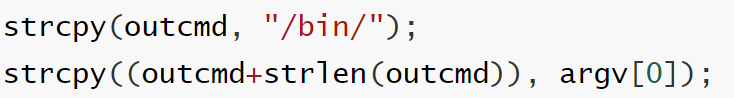 strcpy(outcmd, "/bin/");
strcpy((outcmd+strlen(outcmd)), argv[0]);